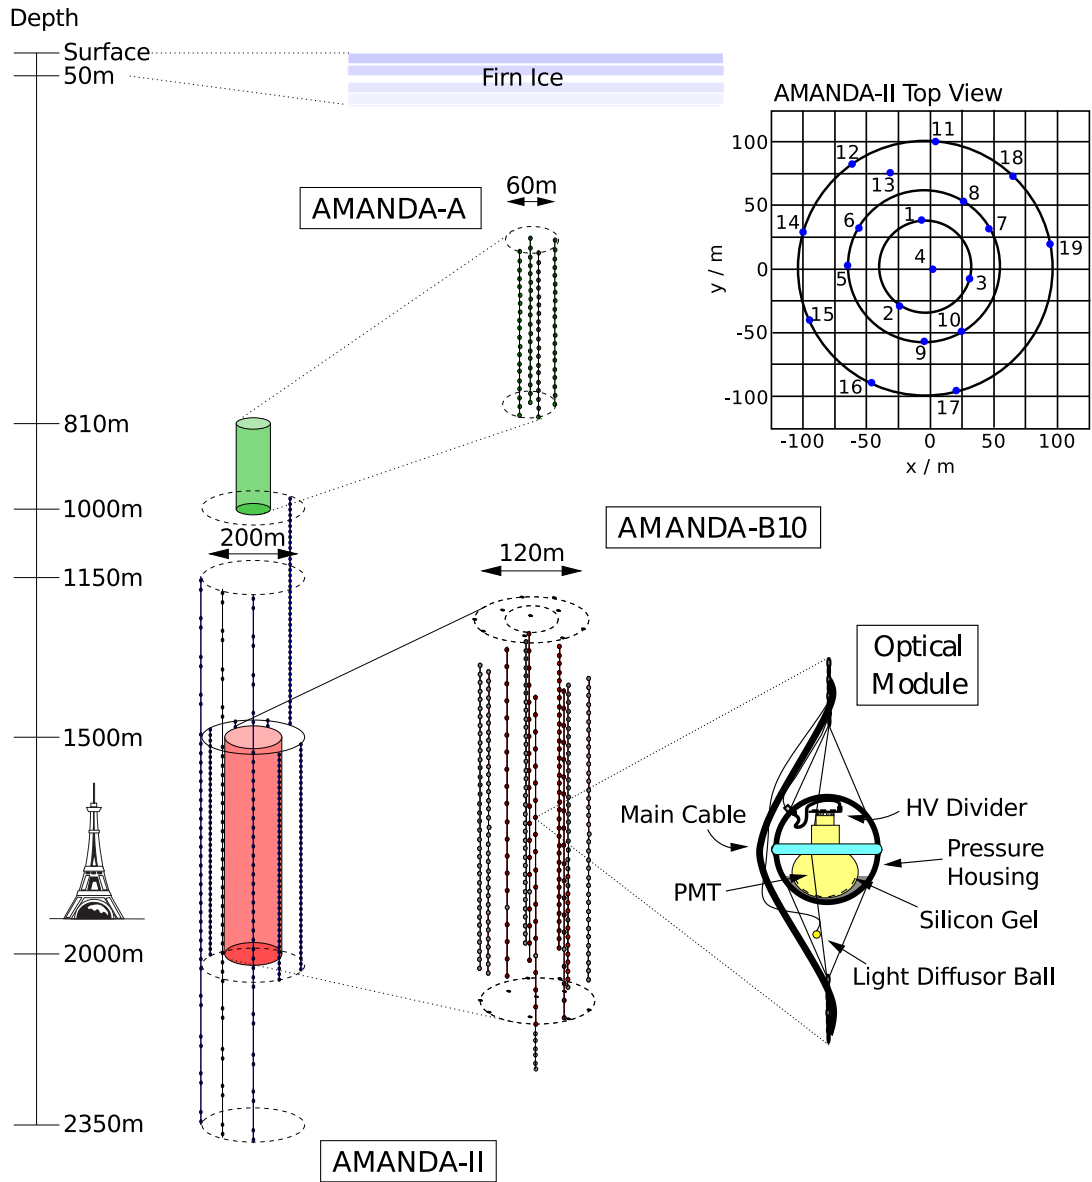 Depth
Surface
50m
810m
1000m
1150m
1500m
2000m
2350m
Firn Ice
AMANDA-A
60m
200m
AMANDA-B10
120m
AMANDA-II
AMANDA-II Top View
y / m
100
50
0
-50
-100
-100
-50
0
50
100
x / m
11
12
18
13
8
14
6
1
7
4
19
5
3
2
15
10
9
16
17
Optical
Module
Main Cable
HV Divider
Pressure
Housing
PMT
Silicon Gel
Light Diffusor Ball